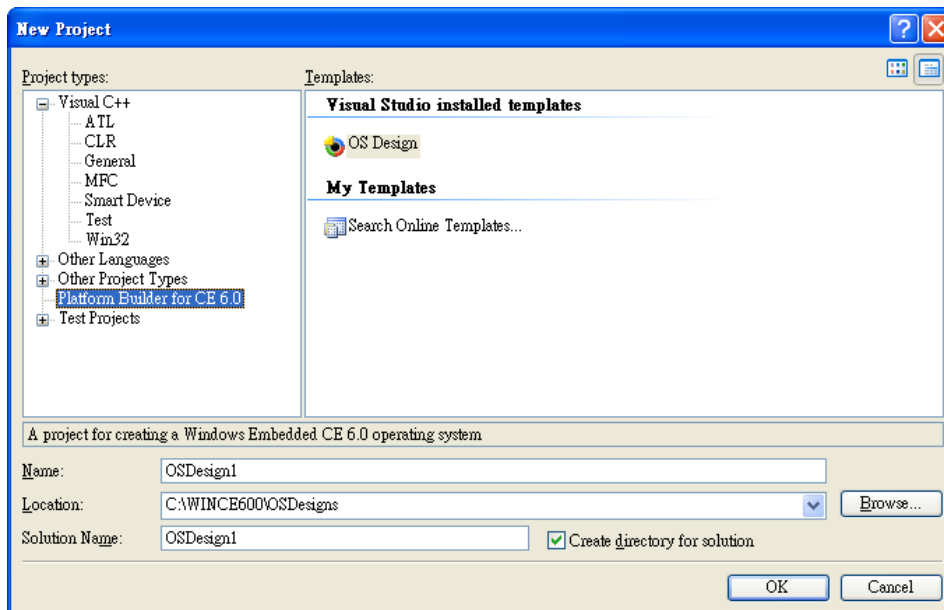 New Project
Project types:
Templates:
Visual C++
ATL
CLR
General
MFC
Smart Device
Test
Win32
Other Languages
Other Project Types
Platform Builder for CE 6.0
Test Projects
Visual Studio installed templates
OS Design
My Templates
Search Online Templates...
A project for creating a Windows Embedded CE 6.0 operating system
Name:
OSDesign1
Location:
C:\WINCE600\OSDesigns
Browse...
Solution Name:
OSDesign1
Create directory for solution
OK
Cancel